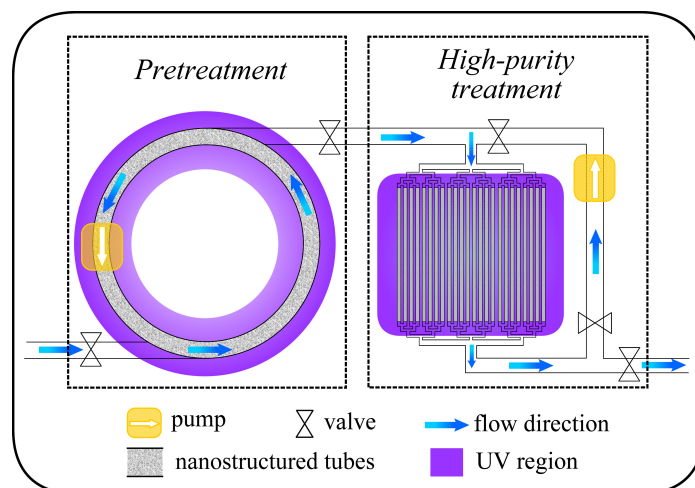 Pretreatment
High-purity
treatment
pump
valve
flow direction
nanostructured tubes
UV region